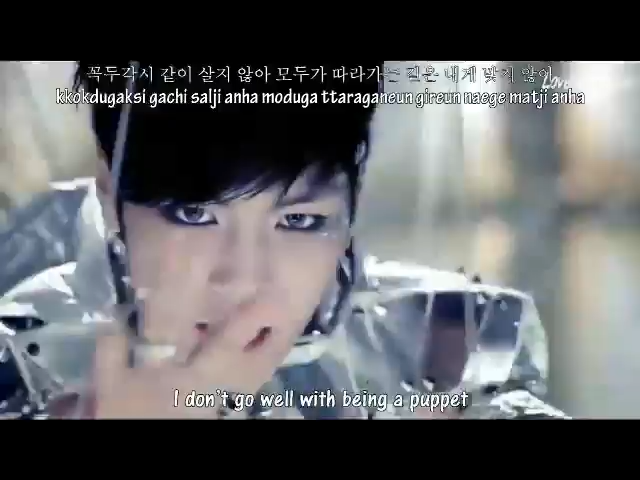 꼭두각시 같이 살지 않아 모두가 따라가는 길은 내게 맞지 않아
kkokdugaksi gachi salji anha moduga ttaraganeun gireun naege matji anha
I don't go well with being a puppet